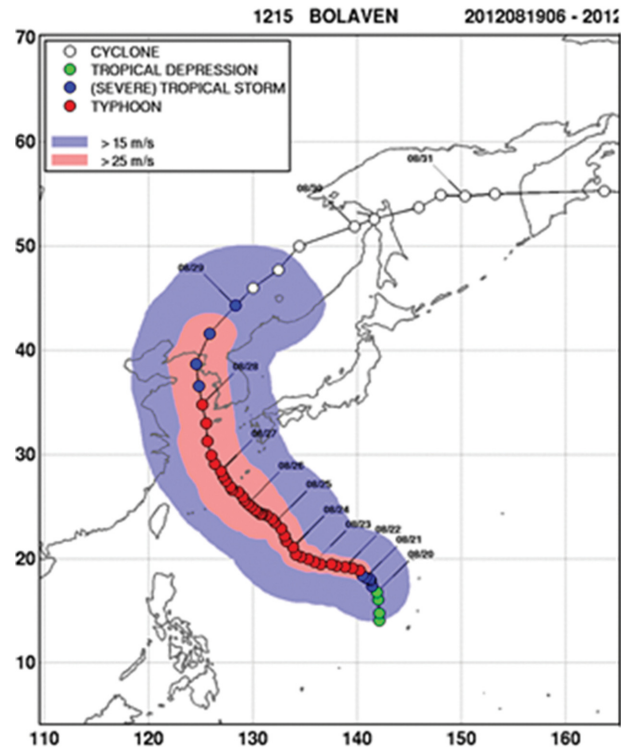 1215 BOLAVEN 2012081906 - 2012
CYCLONE
TROPICAL DEPRESSION
(SEVERE) TROPICAL STORM
TYPHOON
> 15 m/s
> 25 m/s
70
60
50
40
30
20
10
08/31
08/30
08/29
08/28
08/27
08/26
08/25
08/24
08/23
08/22
08/21
08/20
110 120 130 140 150 160